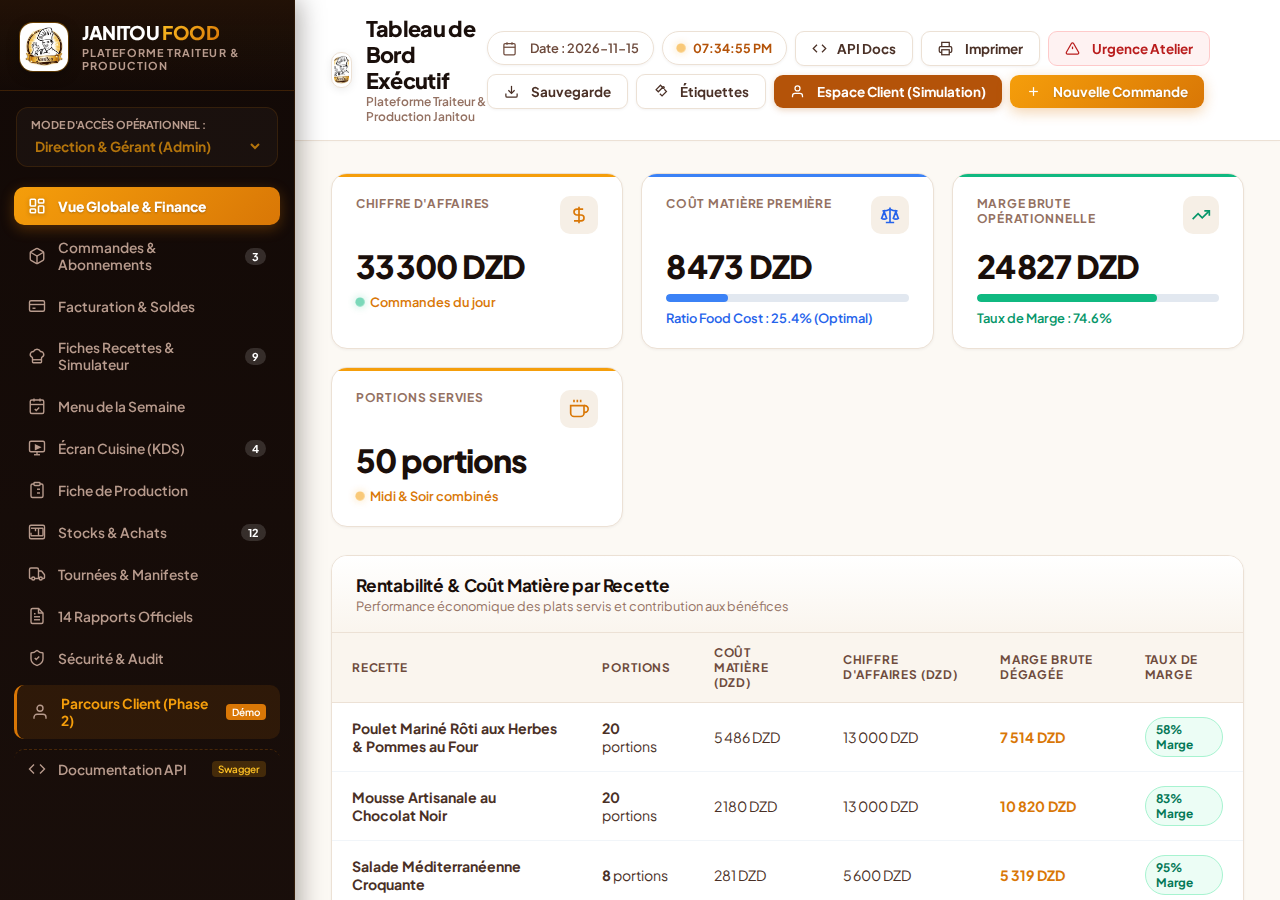 JANITOU FOOD
PLATEFORME TRAITEUR &
PRODUCTION
MODE D'ACCÈS OPÉRATIONNEL :
Direction & Gérant (Admin)
Vue Globale & Finance
Commandes &
Abonnements
3
Facturation & Soldes
Fiches Recettes &
Simulateur
9
Menu de la Semaine
Écran Cuisine (KDS)
4
Fiche de Production
Stocks & Achats
12
Tournées & Manifeste
14 Rapports Officiels
Sécurité & Audit
Parcours Client (Phase
2)
Démo
Documentation API
Swagger
Tableau de
Bord
Exécutif
Plateforme Traiteur &
Production Janitou
Date : 2026-11-15
07:34:55 PM
API Docs
Imprimer
Urgence Atelier
Sauvegarde
Étiquettes
Espace Client (Simulation)
Nouvelle Commande
CHIFFRE D'AFFAIRES
33 300 DZD
Commandes du jour
COÛT MATIÈRE PREMIÈRE
8 473 DZD
Ratio Food Cost : 25.4% (Optimal)
MARGE BRUTE
OPÉRATIONNELLE
24 827 DZD
Taux de Marge : 74.6%
PORTIONS SERVIES
50 portions
Midi & Soir combinés
Rentabilité & Coût Matière par Recette
Performance économique des plats servis et contribution aux bénéfices
RECETTE
PORTIONS
COÛT
MATIÈRE
(DZD)
CHIFFRE
D'AFFAIRES (DZD)
MARGE BRUTE
DÉGAGÉE
TAUX DE
MARGE
Poulet Mariné Rôti aux Herbes
& Pommes au Four
20
portions
5 486 DZD
13 000 DZD
7 514 DZD
58%
Marge
Mousse Artisanale au
Chocolat Noir
20
portions
2 180 DZD
13 000 DZD
10 820 DZD
83%
Marge
Salade Méditerranéenne
Croquante
8 portions
281 DZD
5 600 DZD
5 319 DZD
95%
Marge